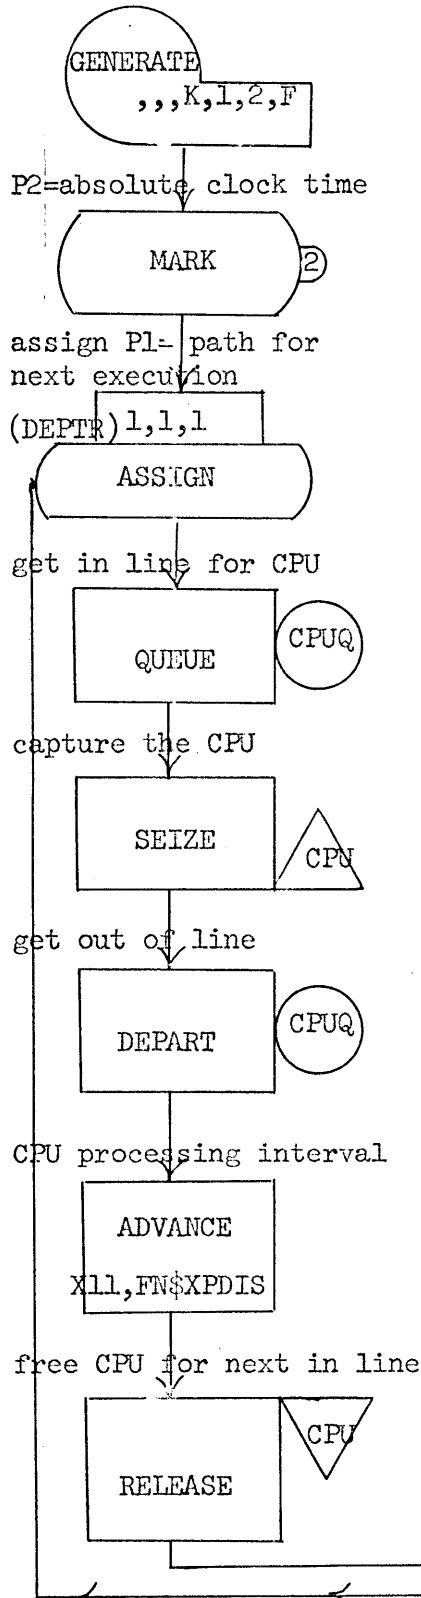 GENERATE
,,,K,1,2,F
P2=absolute clock time
MARK
2
assign P1= path for
next execution
(DEPTR) 1,1,1
ASSIGN
get in line for CPU
CPUQ
QUEUE
capture the CPU
SEIZE
CPU
get out of line
CPUQ
DEPART
CPU processing interval
ADVANCE
X11,FN$XPDIS
free CPU for next in line
CPU
RELEASE